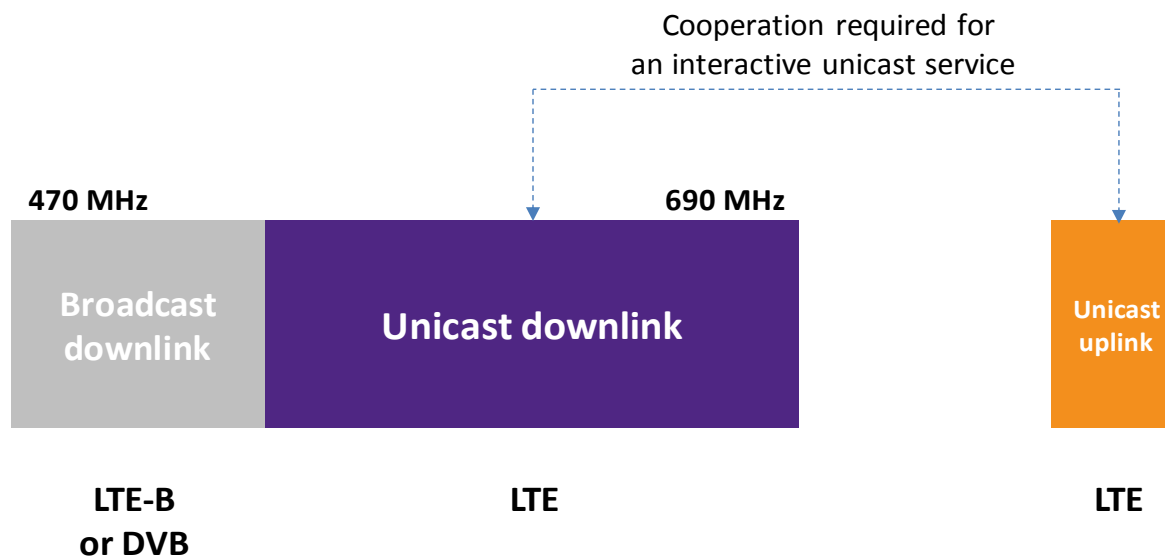 Cooperation required for
an interactive unicast service
470 MHz
690 MHz
Broadcast
downlink
Unicast downlink
Unicast
uplink
LTE-B
or DVB
LTE
LTE